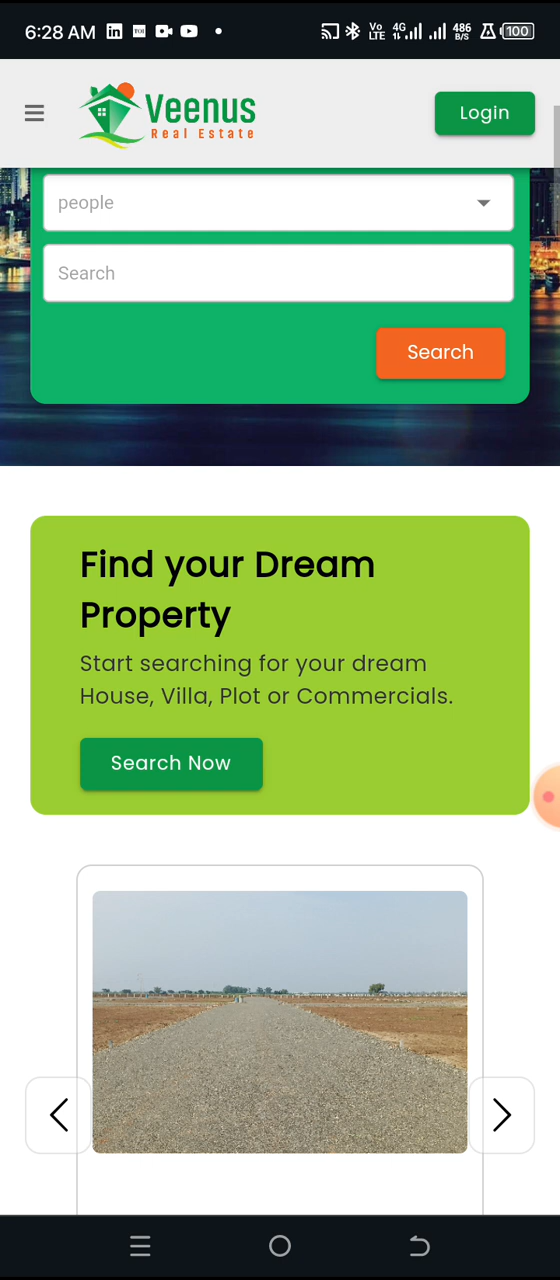 6:28 AM
Vo LTE 4G 486 B/S 100
Veenus
Real Estate
Login
people
Search
Search
Find your Dream
Property
Start searching for your dream
House, Villa, Plot or Commercials.
Search Now